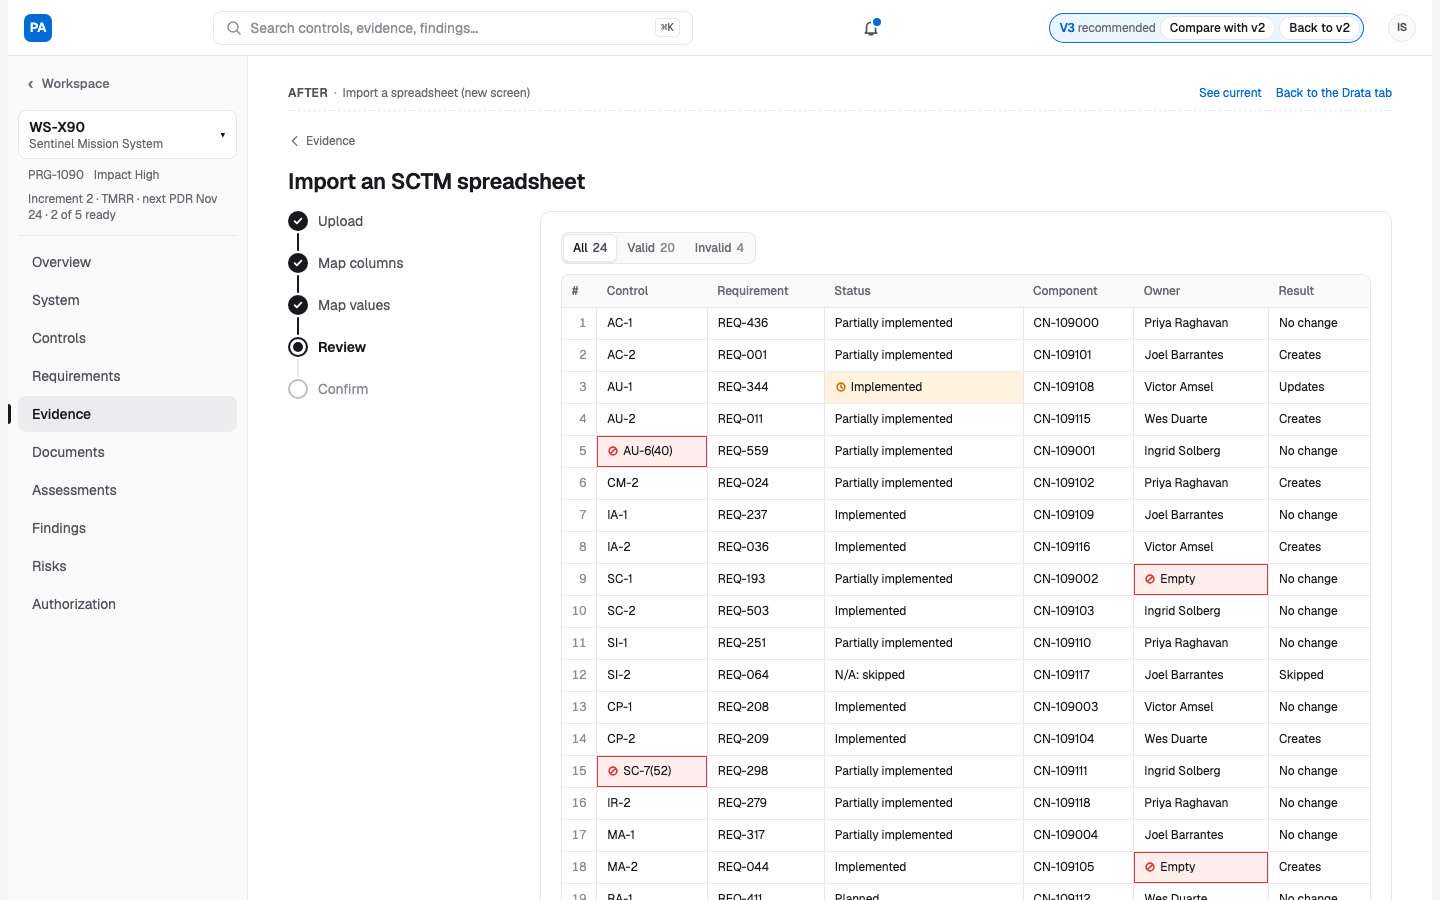 PA
Search controls, evidence, findings...
⌘K
V3 recommended
Compare with v2
Back to v2
IS
‹ Workspace
WS-X90
Sentinel Mission System
PRG-1090 Impact High
Increment 2 · TMRR · next PDR Nov
24 · 2 of 5 ready
Overview
System
Controls
Requirements
Evidence
Documents
Assessments
Findings
Risks
Authorization
AFTER · Import a spreadsheet (new screen)
See current
Back to the Drata tab
Evidence
Import an SCTM spreadsheet
Upload
Map columns
Map values
Review
Confirm
All 24 Valid 20 Invalid 4
# Control Requirement Status Component Owner Result
1 AC-1 REQ-436 Partially implemented CN-109000 Priya Raghavan No change
2 AC-2 REQ-001 Partially implemented CN-109101 Joel Barrantes Creates
3 AU-1 REQ-344 Implemented CN-109108 Victor Amsel Updates
4 AU-2 REQ-011 Partially implemented CN-109115 Wes Duarte Creates
5 AU-6(40) REQ-559 Partially implemented CN-109001 Ingrid Solberg No change
6 CM-2 REQ-024 Partially implemented CN-109102 Priya Raghavan Creates
7 IA-1 REQ-237 Implemented CN-109109 Joel Barrantes No change
8 IA-2 REQ-036 Implemented CN-109116 Victor Amsel Creates
9 SC-1 REQ-193 Partially implemented CN-109002 Empty No change
10 SC-2 REQ-503 Implemented CN-109103 Ingrid Solberg No change
11 SI-1 REQ-251 Partially implemented CN-109110 Priya Raghavan No change
12 SI-2 REQ-064 N/A: skipped CN-109117 Joel Barrantes Skipped
13 CP-1 REQ-208 Implemented CN-109003 Victor Amsel No change
14 CP-2 REQ-209 Implemented CN-109104 Wes Duarte Creates
15 SC-7(52) REQ-298 Partially implemented CN-109111 Ingrid Solberg No change
16 IR-2 REQ-279 Partially implemented CN-109118 Priya Raghavan No change
17 MA-1 REQ-317 Partially implemented CN-109004 Joel Barrantes No change
18 MA-2 REQ-044 Implemented CN-109105 Empty Creates
19 RA-1 REQ-411 Planned CN-109112 Wes Duarte No change